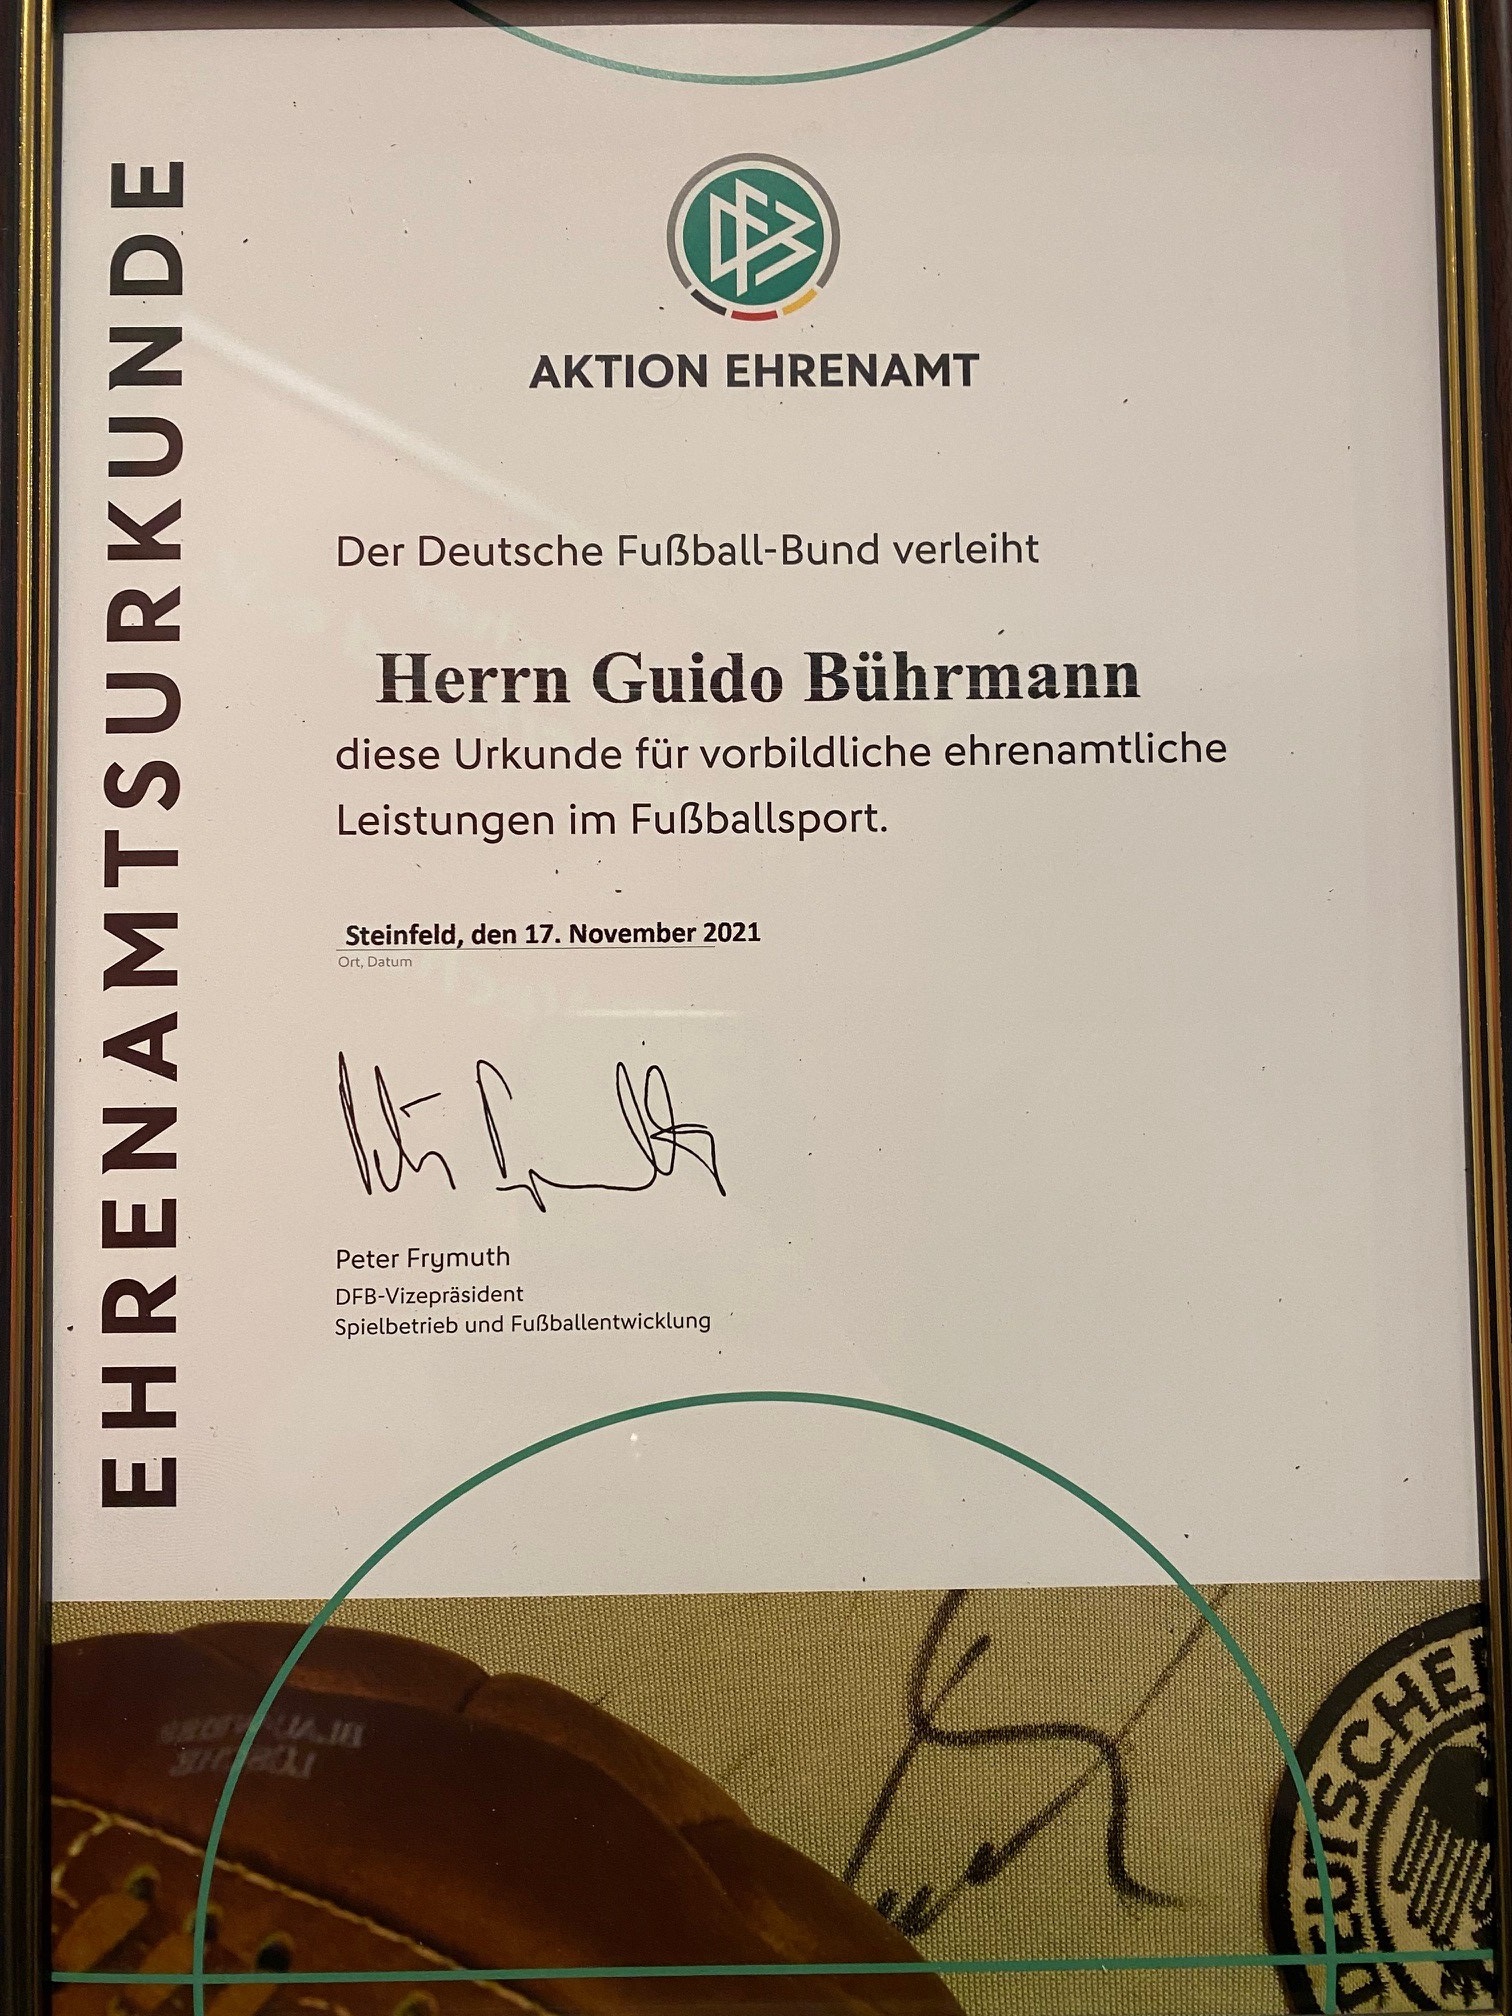 EHRENAMTSURKUNDE
DFB
AKTION EHRENAMT
Der Deutsche Fußball-Bund verleiht
Herrn Guido Bührmann
diese Urkunde für vorbildliche ehrenamtliche
Leistungen im Fußballsport.
Steinfeld, den 17. November 2021
Ort, Datum
Peter Frymuth
DFB-Vizepräsident
Spielbetrieb und Fußballentwicklung
DEUTSCHER